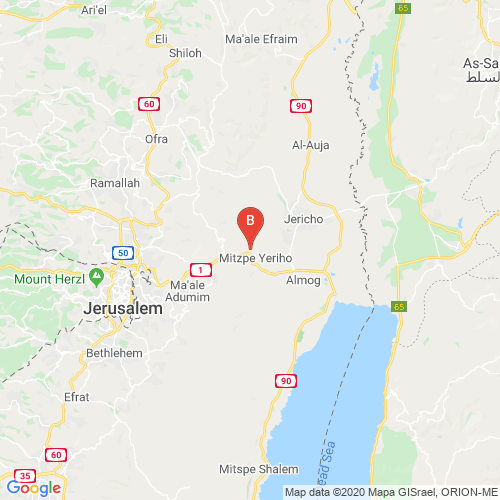 Ari'el
65
Eli
Ma'ale Efraim
Shiloh
As-Sa
السلط
60
90
Ofra
Al-Auja
Ramallah
B
Jericho
50
Mitzpe Yeriho
1
Mount Herzl
Ma'ale
Adumim
Almog
Jerusalem
65
Bethlehem
90
Efrat
60
Mitspe Shalem
ead Sea
35
Google
Map data ©2020 Mapa GISrael, ORION-ME